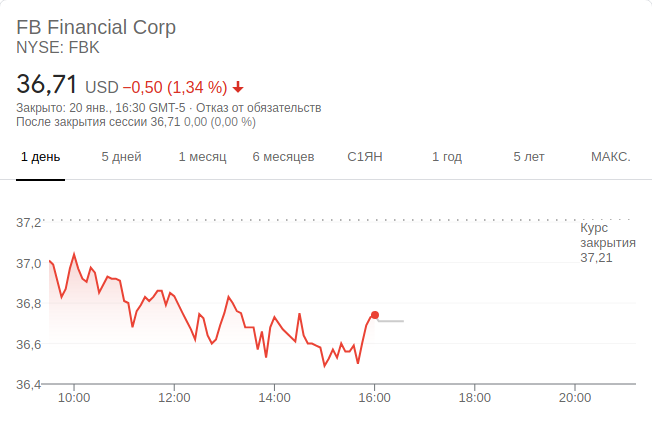 FB Financial Corp
NYSE: FBK
36,71 USD −0,50 (1,34 %)
Закрыто: 20 янв., 16:30 GMT-5 · Отказ от обязательств
После закрытия сессии 36,71 0,00 (0,00 %)
1 день 5 дней 1 месяц 6 месяцев С1ЯН 1 год 5 лет МАКС.
37,2
Курс
закрытия
37,21
37,0
36,8
36,6
36,4
10:00 12:00 14:00 16:00 18:00 20:00